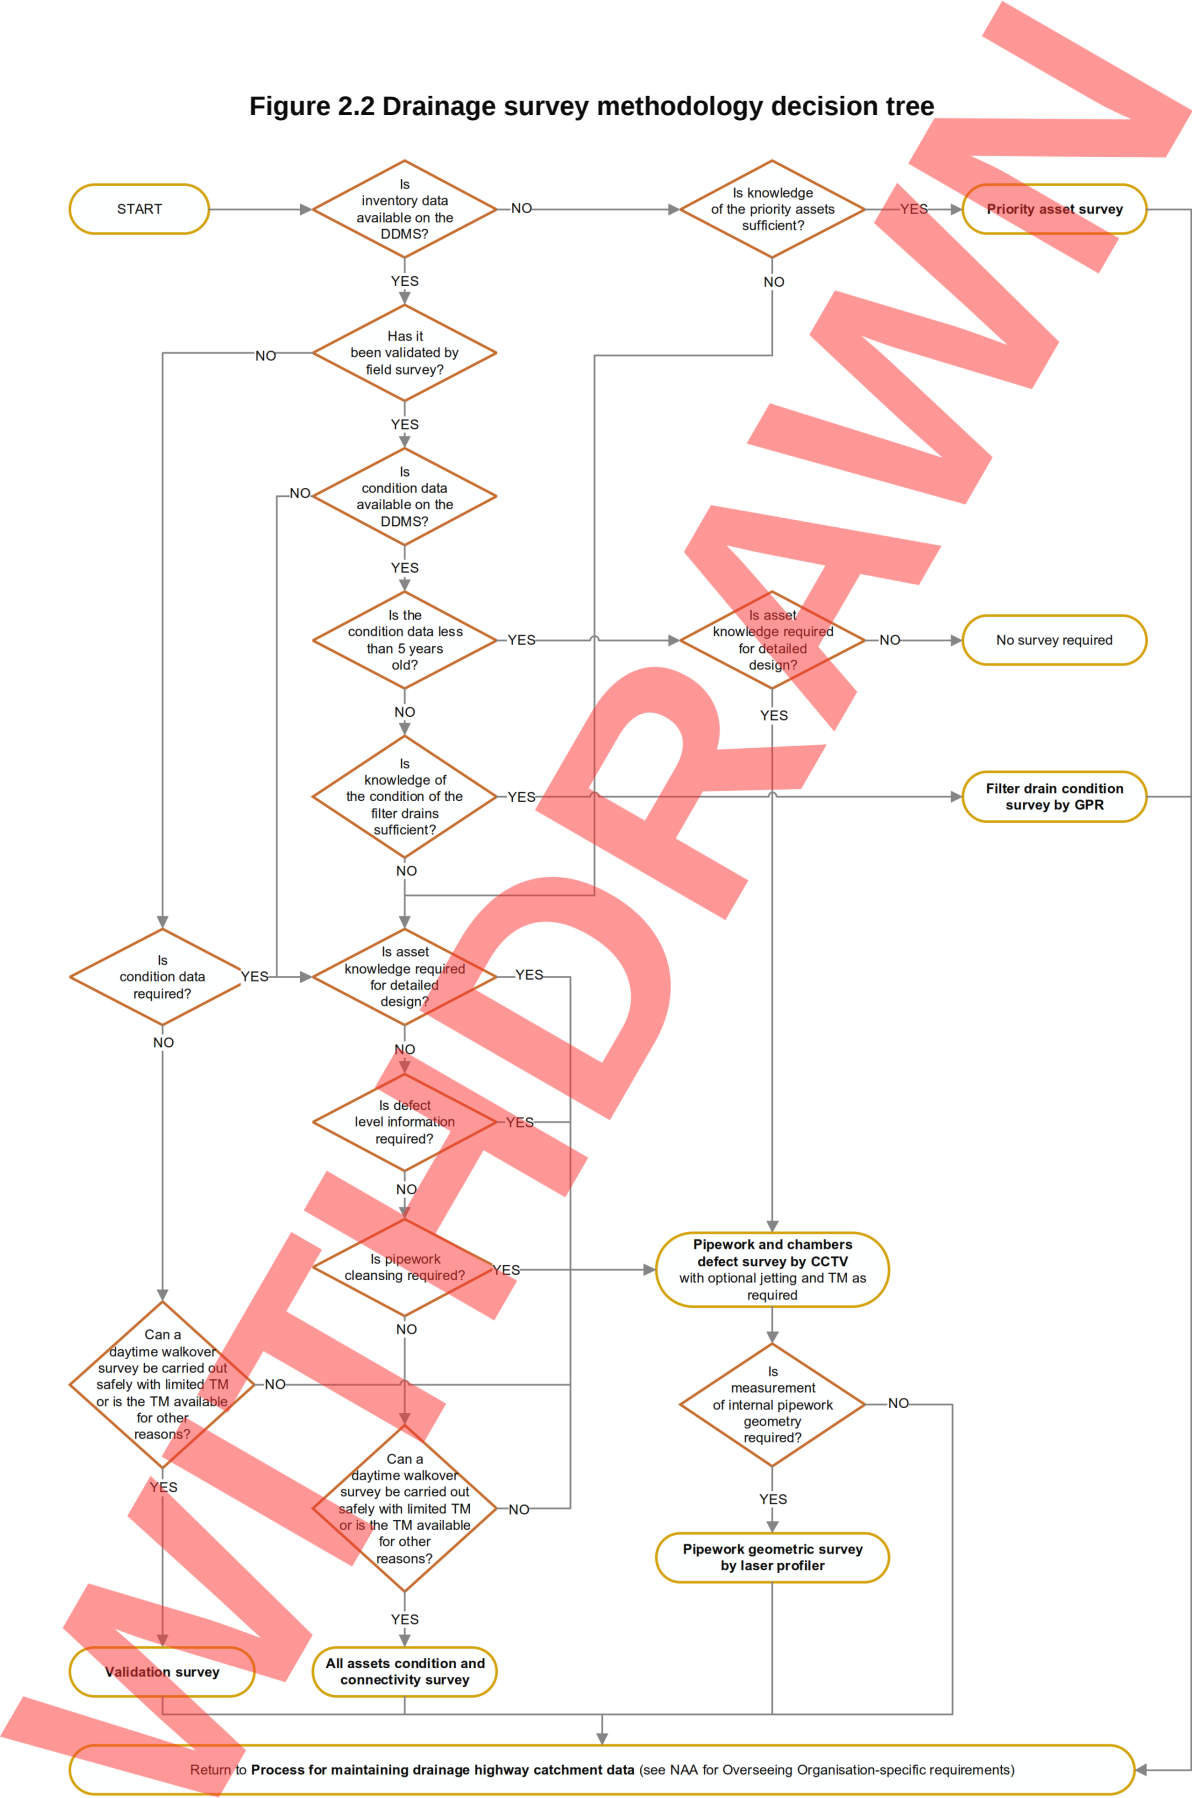 Figure 2.2 Drainage survey methodology decision tree
START
Is
inventory data
available on the
DDMS?
NO
Is knowledge
of the priority assets
sufficient?
YES
Priority asset survey
YES
NO
Has it
been validated by
field survey?
NO
YES
Is
condition data
available on the
DDMS?
NO
YES
Is the
condition data less
than 5 years
old?
YES
Is asset
knowledge required
for detailed
design?
NO
No survey required
NO
YES
Is
knowledge of
the condition of the
filter drains
sufficient?
YES
Filter drain condition
survey by GPR
NO
Is
condition data
required?
YES
Is asset
knowledge required
for detailed
design?
YES
NO
NO
Is defect
level information
required?
YES
NO
Is pipework
cleansing required?
YES
Pipework and chambers
defect survey by CCTV
with optional jetting and TM as
required
NO
Can a
daytime walkover
survey be carried out
safely with limited TM
or is the TM available
for other
reasons?
NO
Is
measurement
of internal pipework
geometry
required?
NO
YES
Can a
daytime walkover
survey be carried out
safely with limited TM
or is the TM available
for other
reasons?
NO
YES
Pipework geometric survey
by laser profiler
YES
Validation survey
All assets condition and
connectivity survey
Return to Process for maintaining drainage highway catchment data (see NAA for Overseeing Organisation-specific requirements)
WITHDRAWN